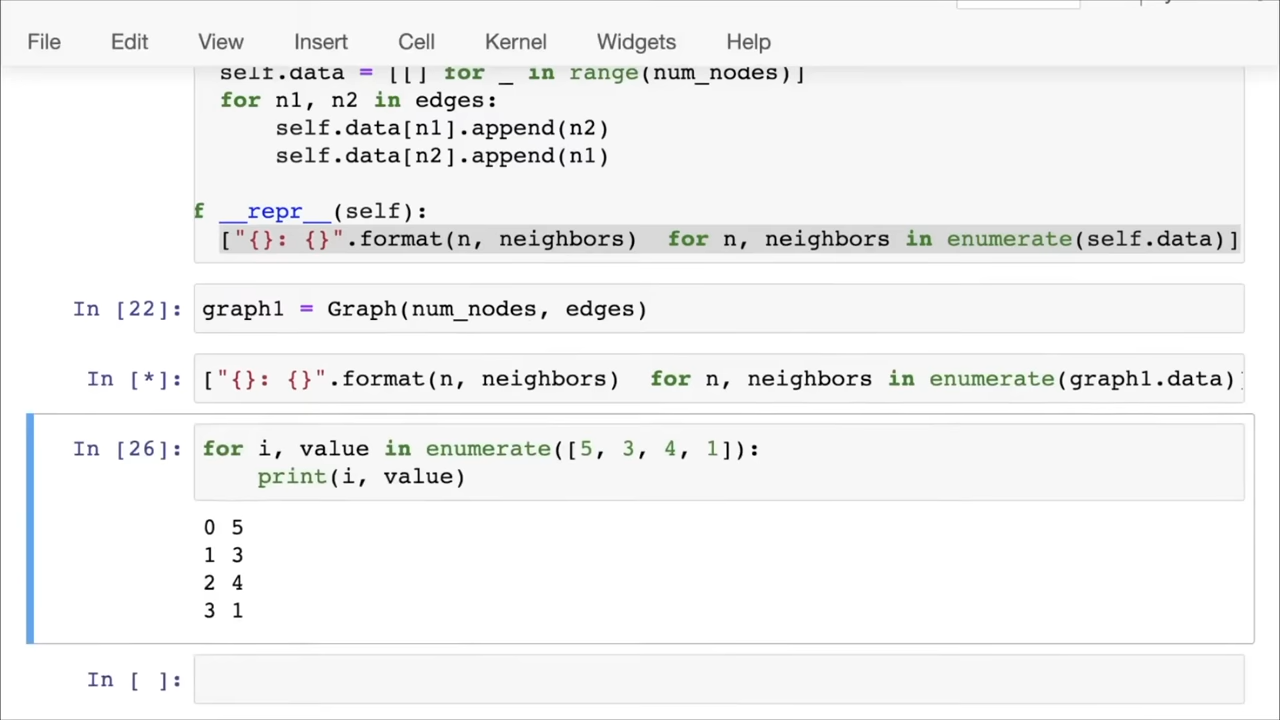 File Edit View Insert Cell Kernel Widgets Help
self.data = [[] for _ in range(num_nodes)]
for n1, n2 in edges:
self.data[n1].append(n2)
self.data[n2].append(n1)
f __repr__(self):
["{}: {}".format(n, neighbors)  for n, neighbors in enumerate(self.data)]
In [22]: graph1 = Graph(num_nodes, edges)
In [*]: ["{}: {}".format(n, neighbors)  for n, neighbors in enumerate(graph1.data)]
In [26]: for i, value in enumerate([5, 3, 4, 1]):
print(i, value)
0 5
1 3
2 4
3 1
In [ ]: